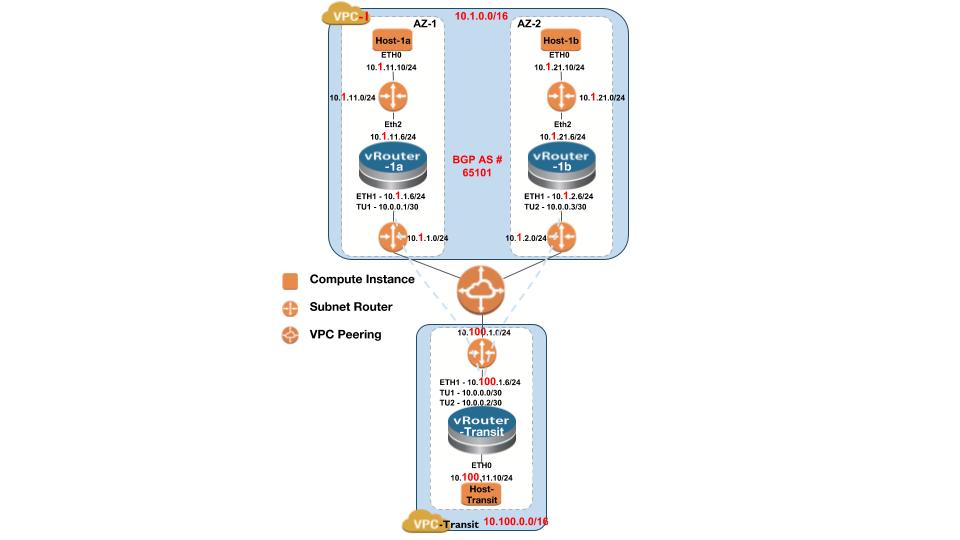 VPC-1
10.1.0.0/16
AZ-1
AZ-2
Host-1a
Host-1b
ETH0
ETH0
10.1.11.10/24
10.1.21.10/24
10.1.11.0/24
10.1.21.0/24
Eth2
Eth2
10.1.11.6/24
10.1.21.6/24
vRouter
-1a
vRouter
-1b
BGP AS #
65101
ETH1 - 10.1.1.6/24
TU1 - 10.0.0.1/30
ETH1 - 10.1.2.6/24
TU2 - 10.0.0.3/30
10.1.1.0/24
10.1.2.0/24
Compute Instance
Subnet Router
VPC Peering
10.100.1.0/24
ETH1 - 10.100.1.6/24
TU1 - 10.0.0.0/30
TU2 - 10.0.0.2/30
vRouter
-Transit
ETH0
10.100.11.10/24
Host-
Transit
VPC-Transit
10.100.0.0/16